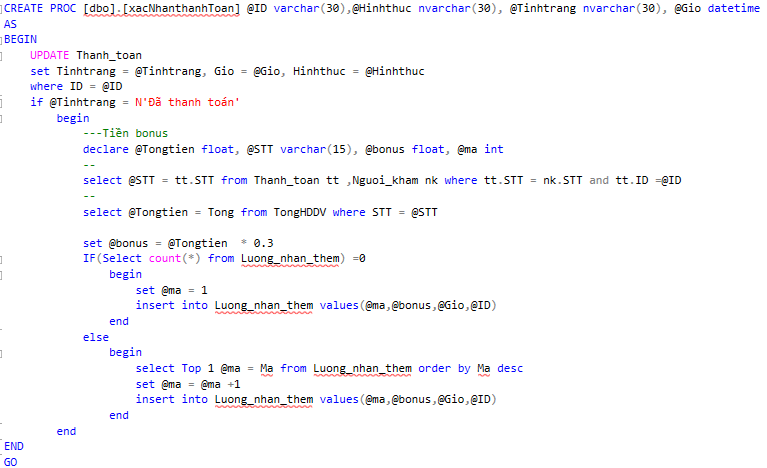 CREATE PROC [dbo].[xacNhanthanhToan] @ID varchar(30),@Hinhthuc nvarchar(30), @Tinhtrang nvarchar(30), @Gio datetime
AS
BEGIN
UPDATE Thanh_toan
set Tinhtrang = @Tinhtrang, Gio = @Gio, Hinhthuc = @Hinhthuc
where ID = @ID
if @Tinhtrang = N'Đã thanh toán'
begin
---Tiền bonus
declare @Tongtien float, @STT varchar(15), @bonus float, @ma int
--
select @STT = tt.STT from Thanh_toan tt ,Nguoi_kham nk where tt.STT = nk.STT and tt.ID =@ID
--
select @Tongtien = Tong from TongHDDV where STT = @STT
set @bonus = @Tongtien  * 0.3
IF(Select count(*) from Luong_nhan_them) =0
begin
set @ma = 1
insert into Luong_nhan_them values(@ma,@bonus,@Gio,@ID)
end
else
begin
select Top 1 @ma = Ma from Luong_nhan_them order by Ma desc
set @ma = @ma +1
insert into Luong_nhan_them values(@ma,@bonus,@Gio,@ID)
end
end
END
GO